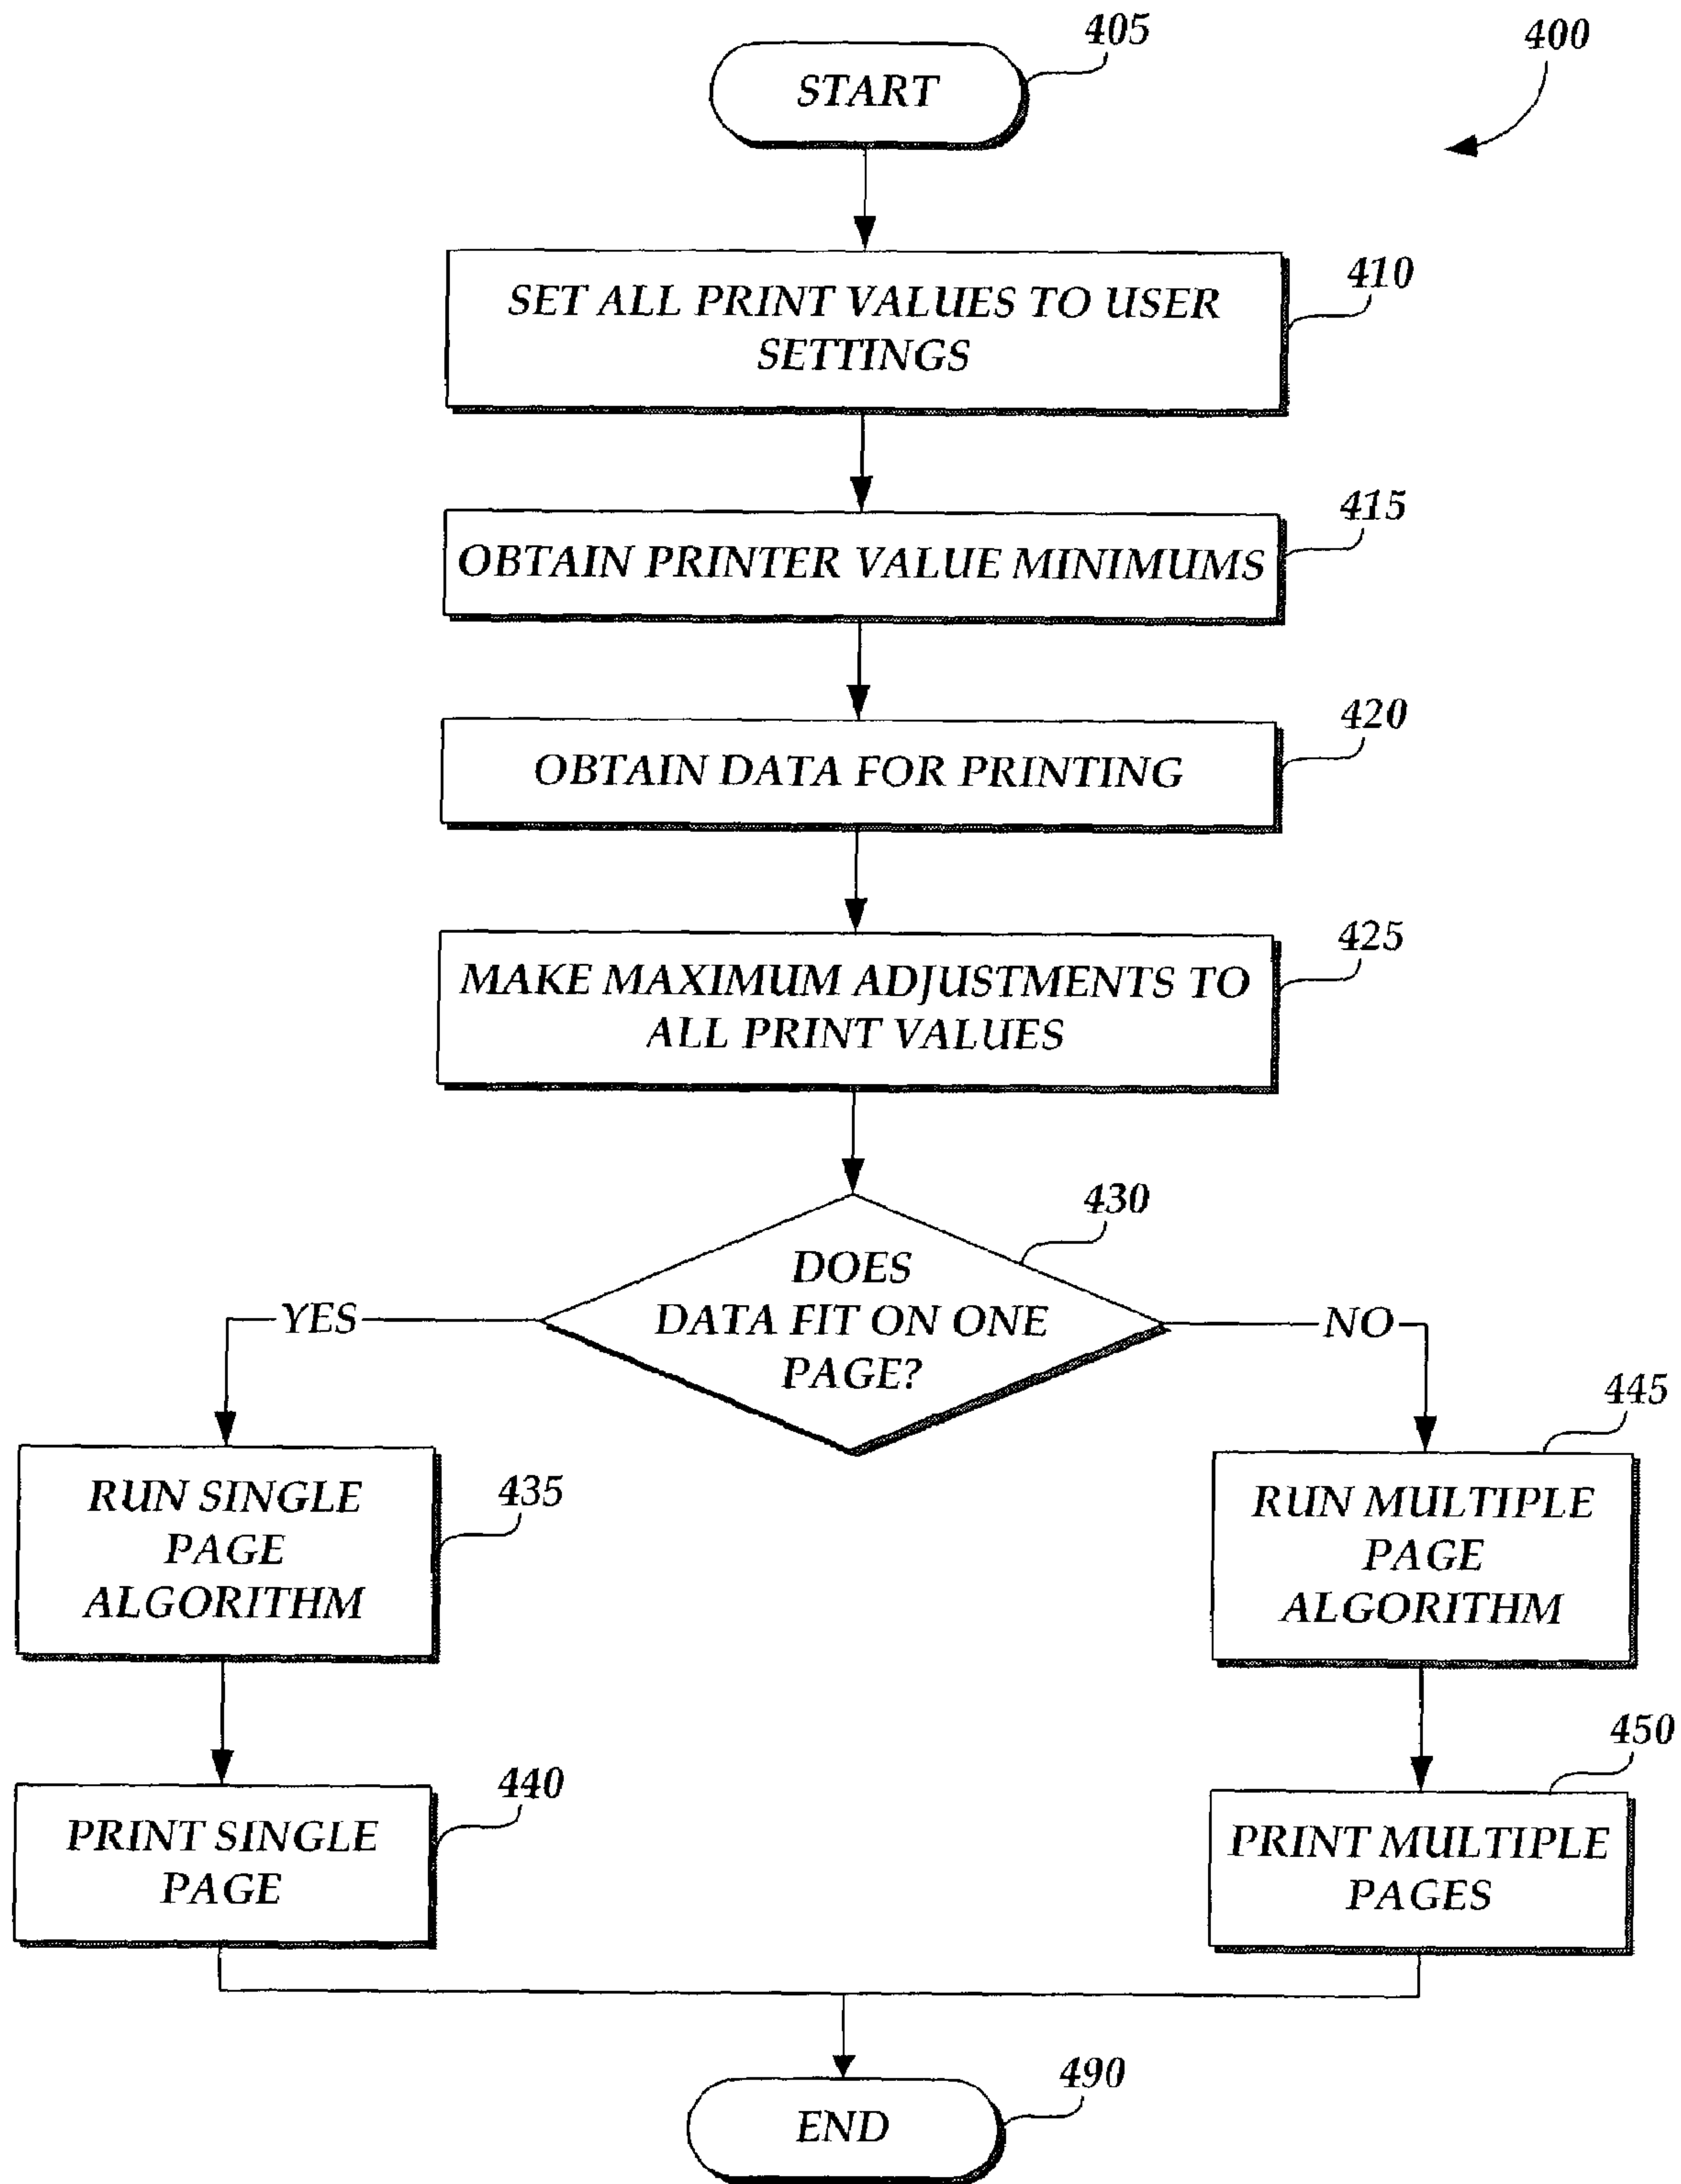 405
400
START
410
SET ALL PRINT VALUES TO USER
SETTINGS
415
OBTAIN PRINTER VALUE MINIMUMS
420
OBTAIN DATA FOR PRINTING
425
MAKE MAXIMUM ADJUSTMENTS TO
ALL PRINT VALUES
430
DOES
DATA FIT ON ONE
PAGE?
YES
NO
435
RUN SINGLE
PAGE
ALGORITHM
440
PRINT SINGLE
PAGE
445
RUN MULTIPLE
PAGE
ALGORITHM
450
PRINT MULTIPLE
PAGES
490
END